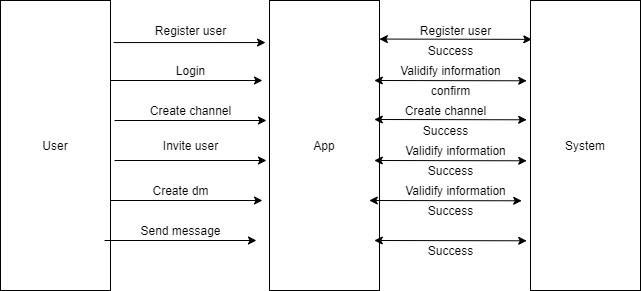 Register user
Register user
Success
Login
Validify information
confirm
Create channel
Create channel
Success
User
Invite user
App
Validify information
System
Success
Create dm
Validify information
Success
Send message
Success